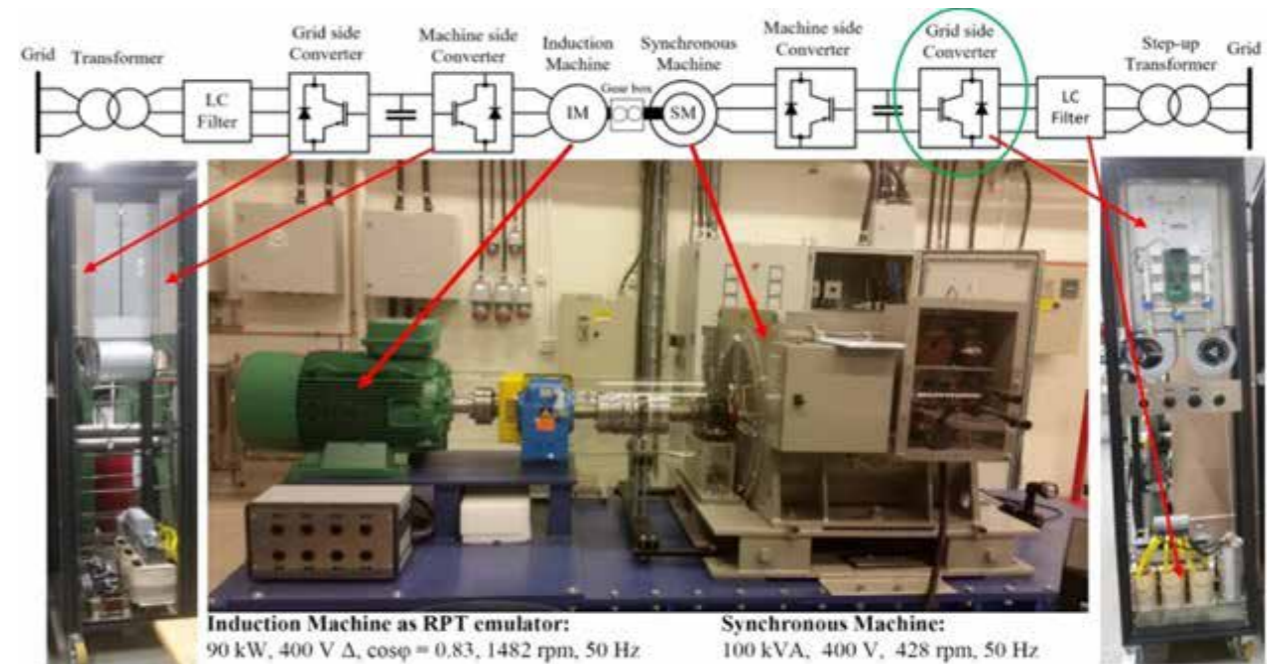 Grid
Transformer
LC
Filter
Grid side
Converter
Machine side
Converter
Induction
Machine
IM
Gear box
Synchronous
Machine
SM
Machine side
Converter
Grid side
Converter
LC
Filter
Step-up
Transformer
Grid
Induction Machine as RPT emulator:
90 kW, 400 V Δ, cosφ = 0.83, 1482 rpm, 50 Hz
Synchronous Machine:
100 kVA, 400 V, 428 rpm, 50 Hz